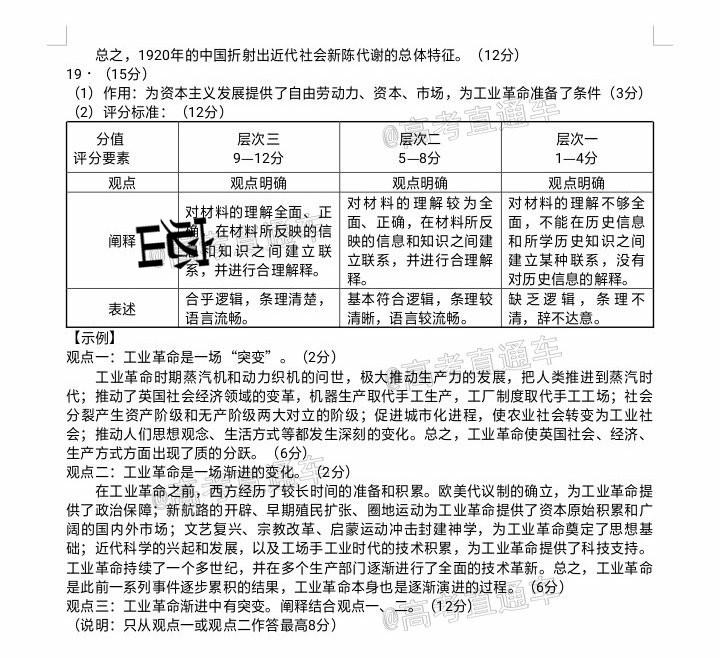 总之，1920年的中国折射出近代社会新陈代谢的总体特征。（12分）
19·（15分）
（1）作用：为资本主义发展提供了自由劳动力、资本、市场，为工业革命准备了条件（3分）
（2）评分标准：（12分）
分值 层次三 层次二 层次一
评分要素 9—12分 5—8分 1—4分
观点 观点明确 观点明确 观点明确
阐释
对材料的理解全面、正
，在材料所反映的信
和知识之间建立联
系，并进行合理解释。
对材料的理解较为全
面、正确，在材料所反
映的信息和知识之间建
立联系，并进行合理解
释。
对材料的理解不够全
面，不能在历史信息
和所学历史知识之间
建立某种联系，没有
对历史信息的解释。
表述
合乎逻辑，条理清楚，
语言流畅。
基本符合逻辑，条理较
清晰，语言较流畅。
缺乏逻辑，条理不
清，辞不达意。
【示例】
观点一：工业革命是一场“突变”。（2分）
工业革命时期蒸汽机和动力织机的问世，极大推动生产力的发展，把人类推进到蒸汽时
代；推动了英国社会经济领域的变革，机器生产取代手工生产，工厂制度取代手工工场；社会
分裂产生资产阶级和无产阶级两大对立的阶级；促进城市化进程，使农业社会转变为工业社
会；推动人们思想观念、生活方式等都发生深刻的变化。总之，工业革命使英国社会、经济、
生产方式方面出现了质的分跃。（6分）
观点二：工业革命是一场渐进的变化。（2分）
在工业革命之前，西方经历了较长时间的准备和积累。欧美代议制的确立，为工业革命提
供了政治保障；新航路的开辟、早期殖民扩张、圈地运动为工业革命提供了资本原始积累和广
阔的国内外市场；文艺复兴、宗教改革、启蒙运动冲击封建神学，为工业革命奠定了思想基
础；近代科学的兴起和发展，以及工场手工业时代的技术积累，为工业革命提供了科技支持。
工业革命持续了一个多世纪，并在多个生产部门逐渐进行了全面的技术革新。总之，工业革命
是此前一系列事件逐步累积的结果，工业革命本身也是逐渐演进的过程。（6分）
观点三：工业革命渐进中有突变。阐释结合观点一、二。（12分）
（说明：只从观点一或观点二作答最高8分）
@高考直通车
@高考直通车
@高考直通车
@高考直通车
@高考直通车